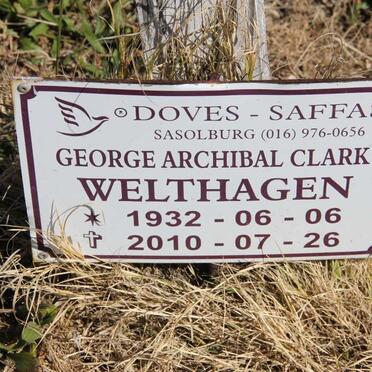 ® DOVES - SAFFAS
SASOLBURG (016) 976-0656
GEORGE ARCHIBAL CLARK
WELTHAGEN
1932 - 06 - 06
2010 - 07 - 26